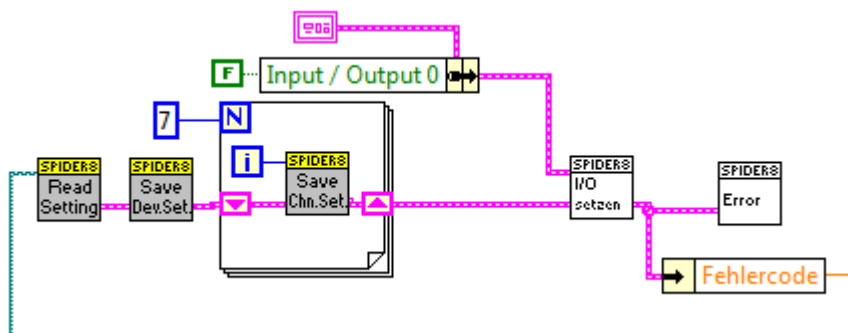 F
Input / Output 0
7
N
i
SPIDER8
Read
Setting
SPIDER8
Save
Dev.Set.
SPIDER8
Save
Chn.Set.
SPIDER8
I/O
setzen
SPIDER8
Error
Fehlercode